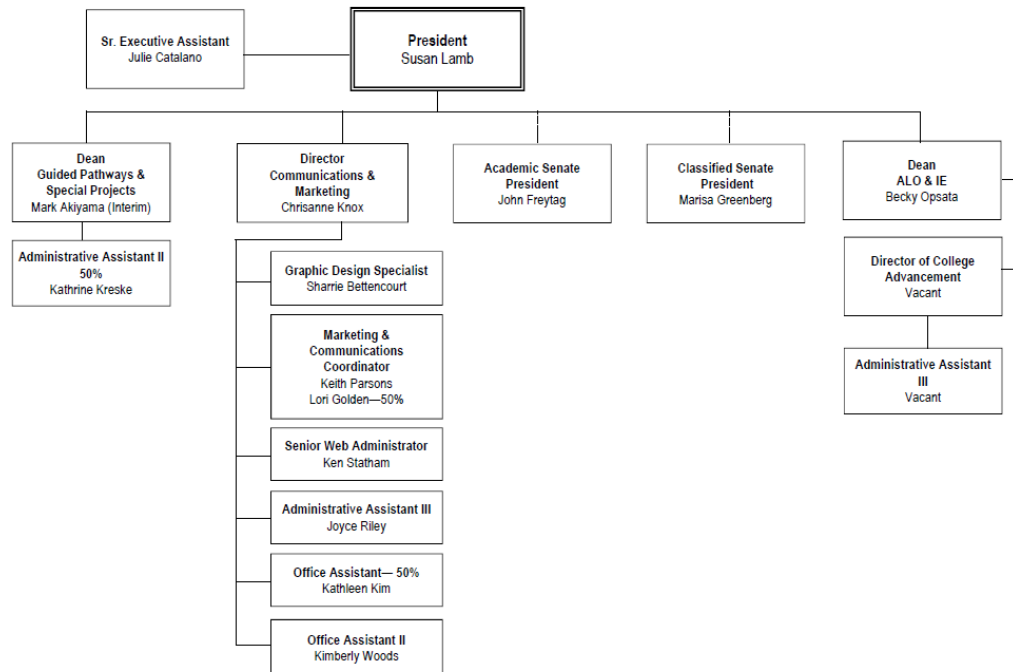 Sr. Executive Assistant
Julie Catalano
President
Susan Lamb
Dean
Guided Pathways &
Special Projects
Mark Akiyama (Interim)
Administrative Assistant II
50%
Kathrine Kreske
Director
Communications &
Marketing
Chrisanne Knox
Graphic Design Specialist
Sharrie Bettencourt
Marketing &
Communications
Coordinator
Keith Parsons
Lori Golden—50%
Senior Web Administrator
Ken Statham
Administrative Assistant III
Joyce Riley
Office Assistant— 50%
Kathleen Kim
Office Assistant II
Kimberly Woods
Academic Senate
President
John Freytag
Classified Senate
President
Marisa Greenberg
Dean
ALO & IE
Becky Opsata
Director of College
Advancement
Vacant
Administrative Assistant
III
Vacant